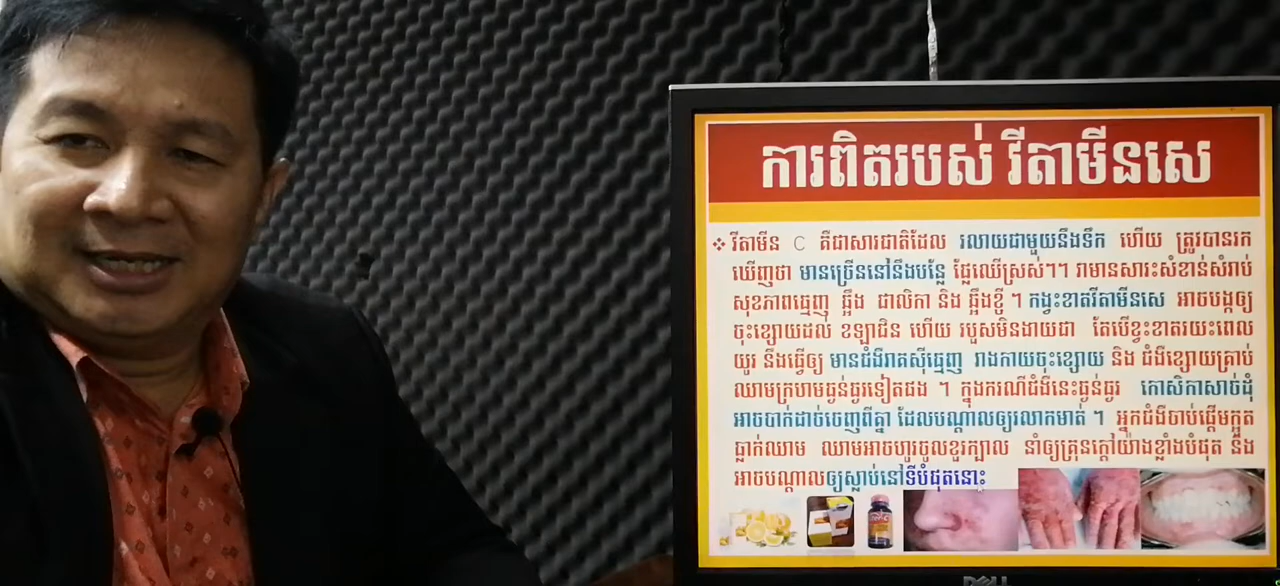 ការពិតរបស់ វីតាមីនសេ
❖ វីតាមីន C គឺជាសារជាតិដែល រលាយជាមួយនឹងទឹក ហើយ ត្រូវបានរក
ឃើញថា មានច្រើននៅនឹងបន្លែ ផ្លែឈើស្រស់ៗ។ វាមានសារៈសំខាន់សំរាប់
សុខភាពធ្មេញ ឆ្អឹង ជាលិកា និង ឆ្អឹងខ្ចី ។ កង្វះខាតវីតាមីនសេ អាចបង្កឲ្យ
ចុះខ្សោយដល់ ខឡាជិន ហើយ របួសមិនងាយជា តែបើខ្វះខាតរយះពេល
យូរ នឹងធ្វើឲ្យ មានជំងឺរាតស៊ីធ្មេញ រាងកាយចុះខ្សោយ និង ជំងឺខ្សោយគ្រាប់
ឈាមក្រហមធ្ងន់ធ្ងរទៀតផង ។ ក្នុងករណីជំងឺនេះធ្ងន់ធ្ងរ កោសិកាសាច់ដុំ
អាចបាក់ដាច់ចេញពីគ្នា ដែលបណ្ដាលឲ្យរលាកមាត់ ។ អ្នកជំងឺចាប់ផ្ដើមក្អួត
ធ្លាក់ឈាម ឈាមអាចហូរចូលខួរក្បាល នាំឲ្យគ្រុនក្ដៅយ៉ាងខ្លាំងបំផុត និង
អាចបណ្ដាលឲ្យស្លាប់នៅទីបំផុតនោះ
DELL